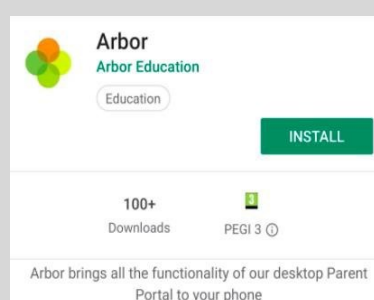 Arbor
Arbor Education
Education
INSTALL
100+
3
Downloads
PEGI 3
Arbor brings all the functionality of our desktop Parent
Portal to your phone